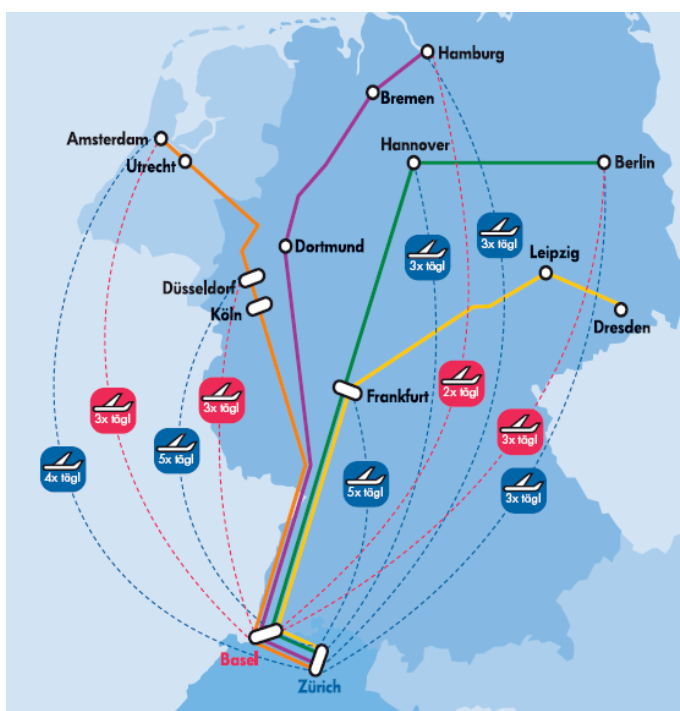 Hamburg
Bremen
Amsterdam
Utrecht
Hannover
Berlin
Dortmund
3x tägl
3x tägl
Leipzig
Düsseldorf
Köln
Dresden
Frankfurt
3x tägl
3x tägl
2x tägl
3x tägl
5x tägl
4x tägl
5x tägl
3x tägl
Basel
Zürich